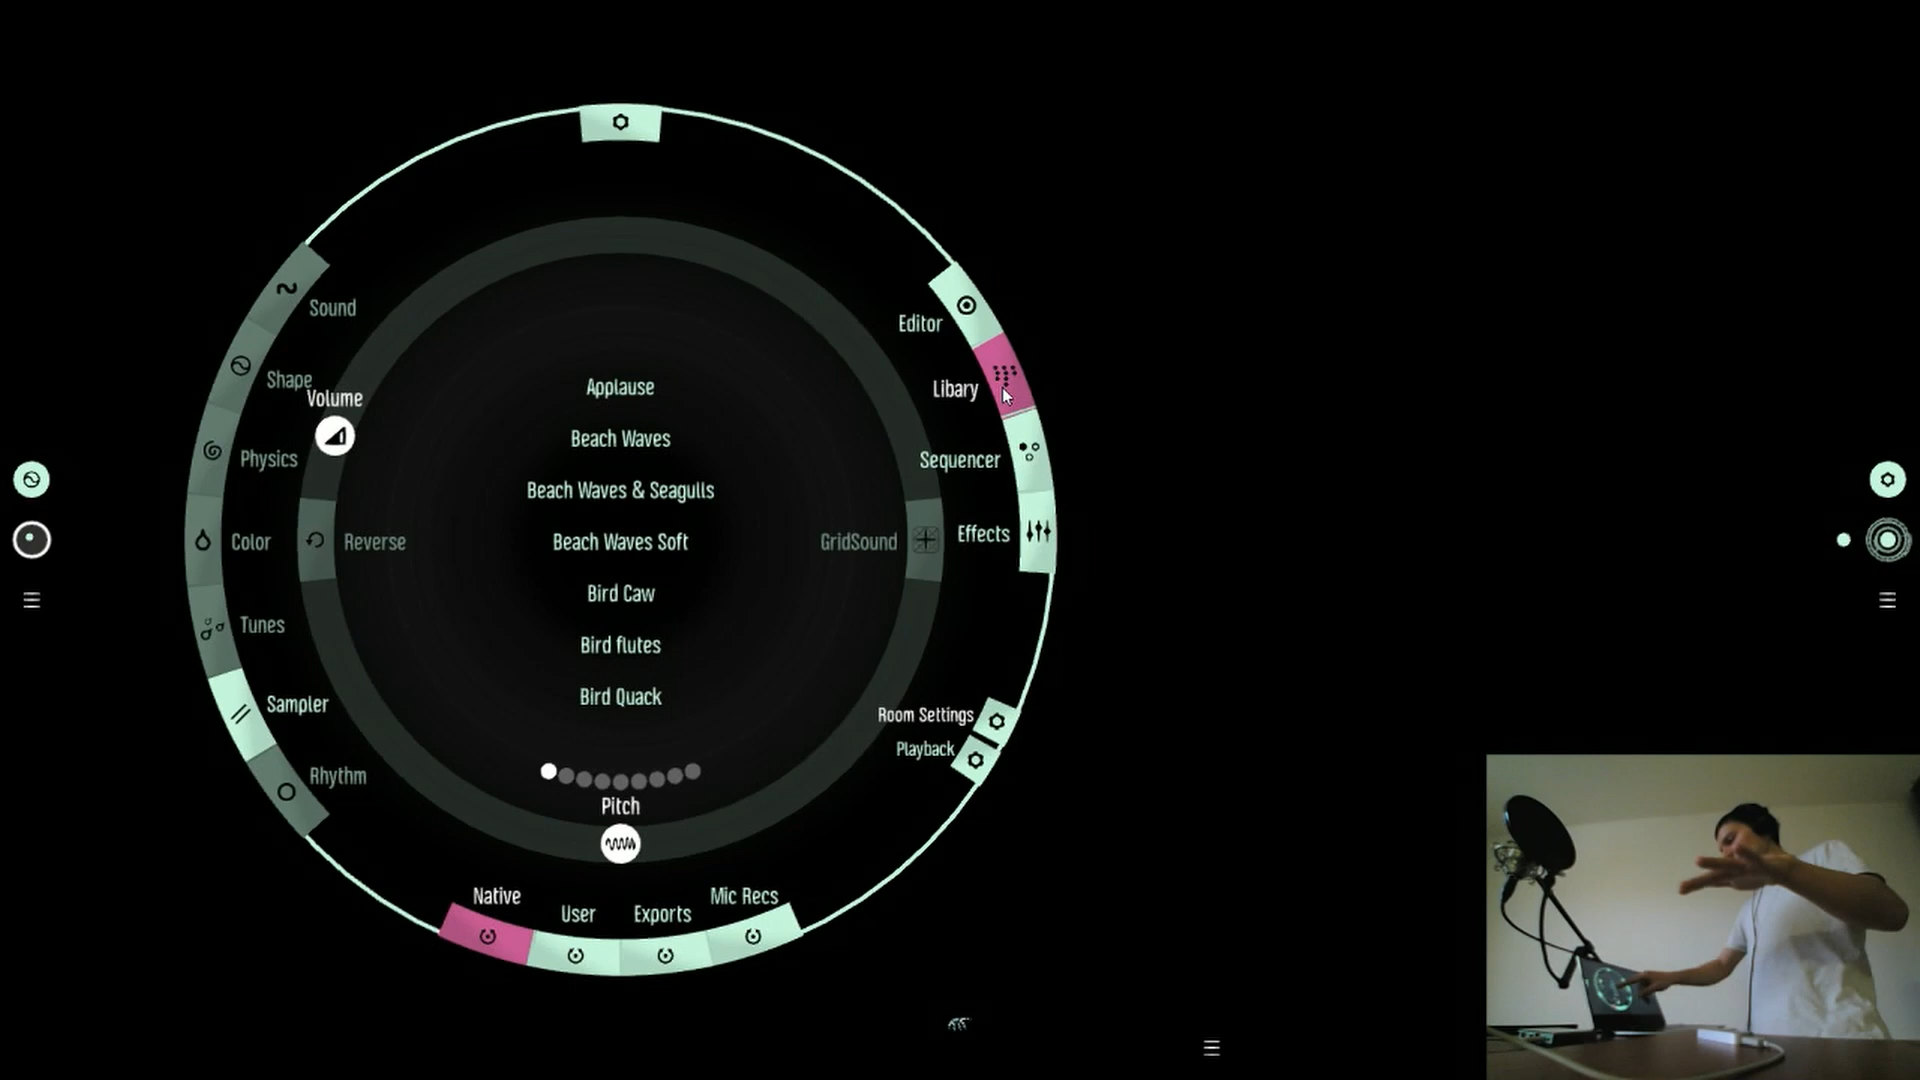 Sound
Shape
Volume
Physics
Color
Reverse
Tunes
Sampler
Rhythm
Applause
Beach Waves
Beach Waves & Seagulls
Beach Waves Soft
Bird Caw
Bird flutes
Bird Quack
Pitch
Editor
Libary
Sequencer
GridSound
Effects
Room Settings
Playback
Native
User
Exports
Mic Recs